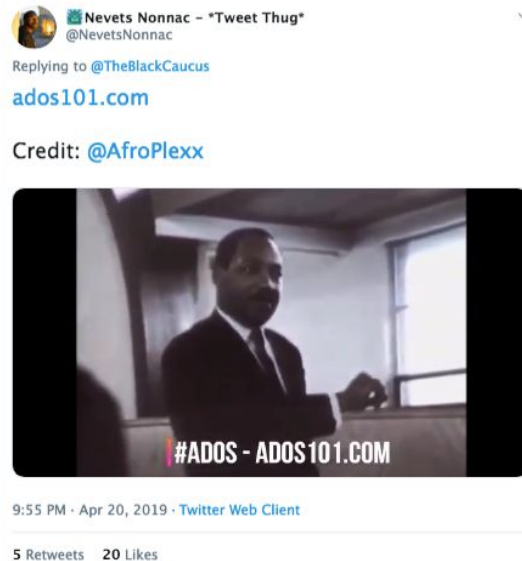 Nevets Nonnac – *Tweet Thug*
@NevetsNonnac
Replying to @TheBlackCaucus
ados101.com
Credit: @AfroPlexx
#ADOS - ADOS101.COM
9:55 PM · Apr 20, 2019 · Twitter Web Client
5 Retweets 20 Likes